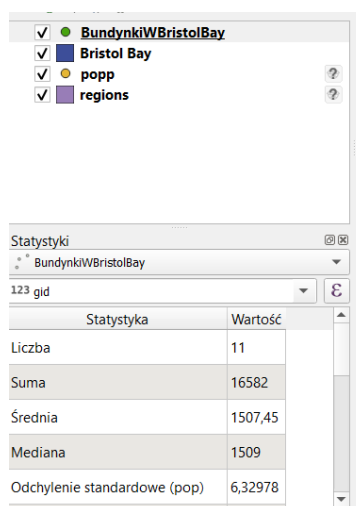 BundynkiWBristolBay
Bristol Bay
popp ?
regions ?
Statystyki
BundynkiWBristolBay
123 gid ε
Statystyka Wartość
Liczba 11
Suma 16582
Średnia 1507,45
Mediana 1509
Odchylenie standardowe (pop) 6,32978